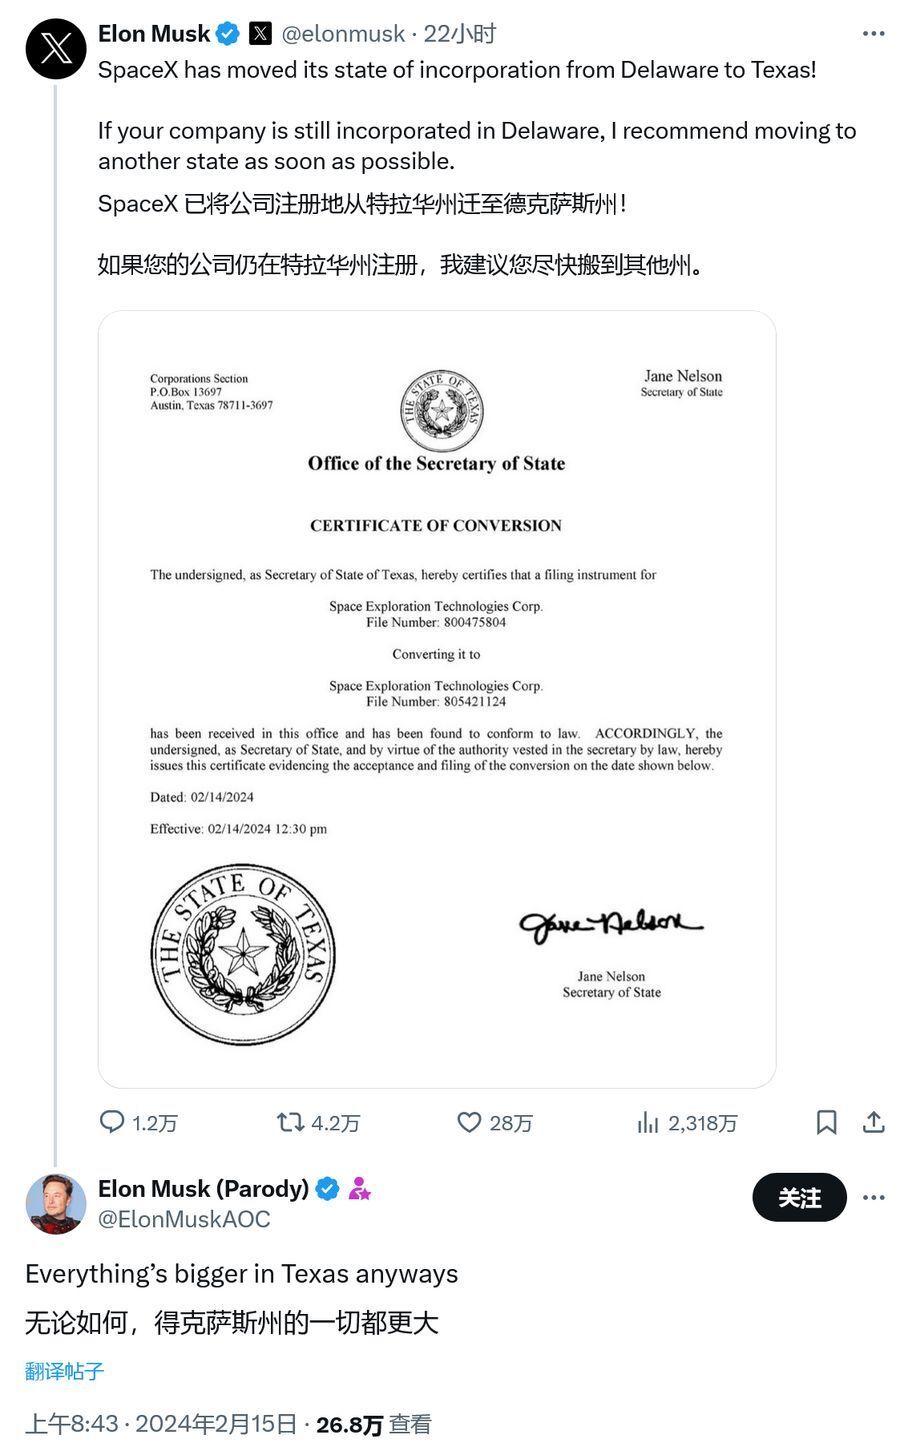 Elon Musk @elonmusk · 22小时
SpaceX has moved its state of incorporation from Delaware to Texas!
If your company is still incorporated in Delaware, I recommend moving to
another state as soon as possible.
SpaceX 已将公司注册地从特拉华州迁至德克萨斯州！
如果您的公司仍在特拉华州注册，我建议您尽快搬到其他州。
Corporations Section
P.O.Box 13697
Austin, Texas 78711-3697
THE STATE OF TEXAS
Jane Nelson
Secretary of State
Office of the Secretary of State
CERTIFICATE OF CONVERSION
The undersigned, as Secretary of State of Texas, hereby certifies that a filing instrument for
Space Exploration Technologies Corp.
File Number: 800475804
Converting it to
Space Exploration Technologies Corp.
File Number: 805421124
has been received in this office and has been found to conform to law. ACCORDINGLY, the
undersigned, as Secretary of State, and by virtue of the authority vested in the secretary by law, hereby
issues this certificate evidencing the acceptance and filing of the conversion on the date shown below.
Dated: 02/14/2024
Effective: 02/14/2024 12:30 pm
THE STATE OF TEXAS
Jane Nelson
Jane Nelson
Secretary of State
1.2万 4.2万 28万 2,318万
Elon Musk (Parody)
@ElonMuskAOC
关注
Everything’s bigger in Texas anyways
无论如何，得克萨斯州的一切都更大
翻译帖子
上午8:43 · 2024年2月15日 · 26.8万 查看